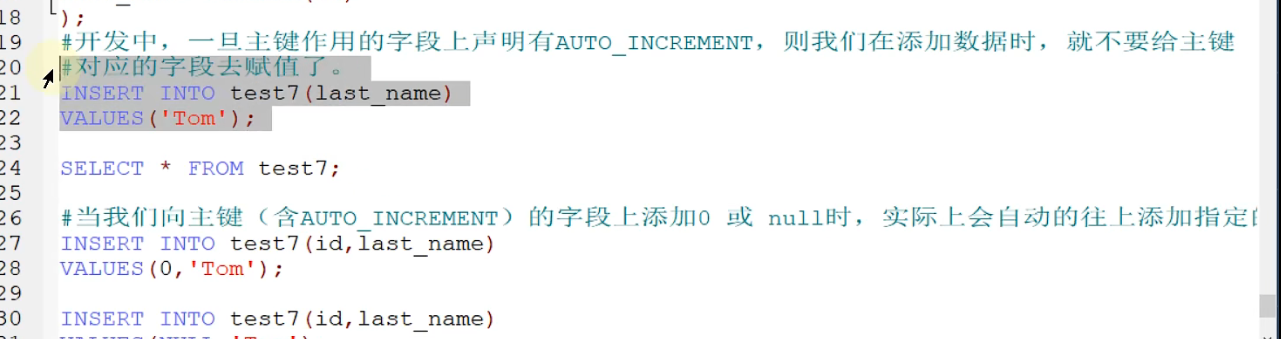 18 );
19 #开发中，一旦主键作用的字段上声明有AUTO_INCREMENT，则我们在添加数据时，就不要给主键
20 #对应的字段去赋值了。
21 INSERT INTO test7(last_name)
22 VALUES('Tom');
23
24 SELECT * FROM test7;
25
26 #当我们向主键（含AUTO_INCREMENT）的字段上添加0 或 null时，实际上会自动的往上添加指定的
27 INSERT INTO test7(id,last_name)
28 VALUES(0,'Tom');
29
30 INSERT INTO test7(id,last_name)